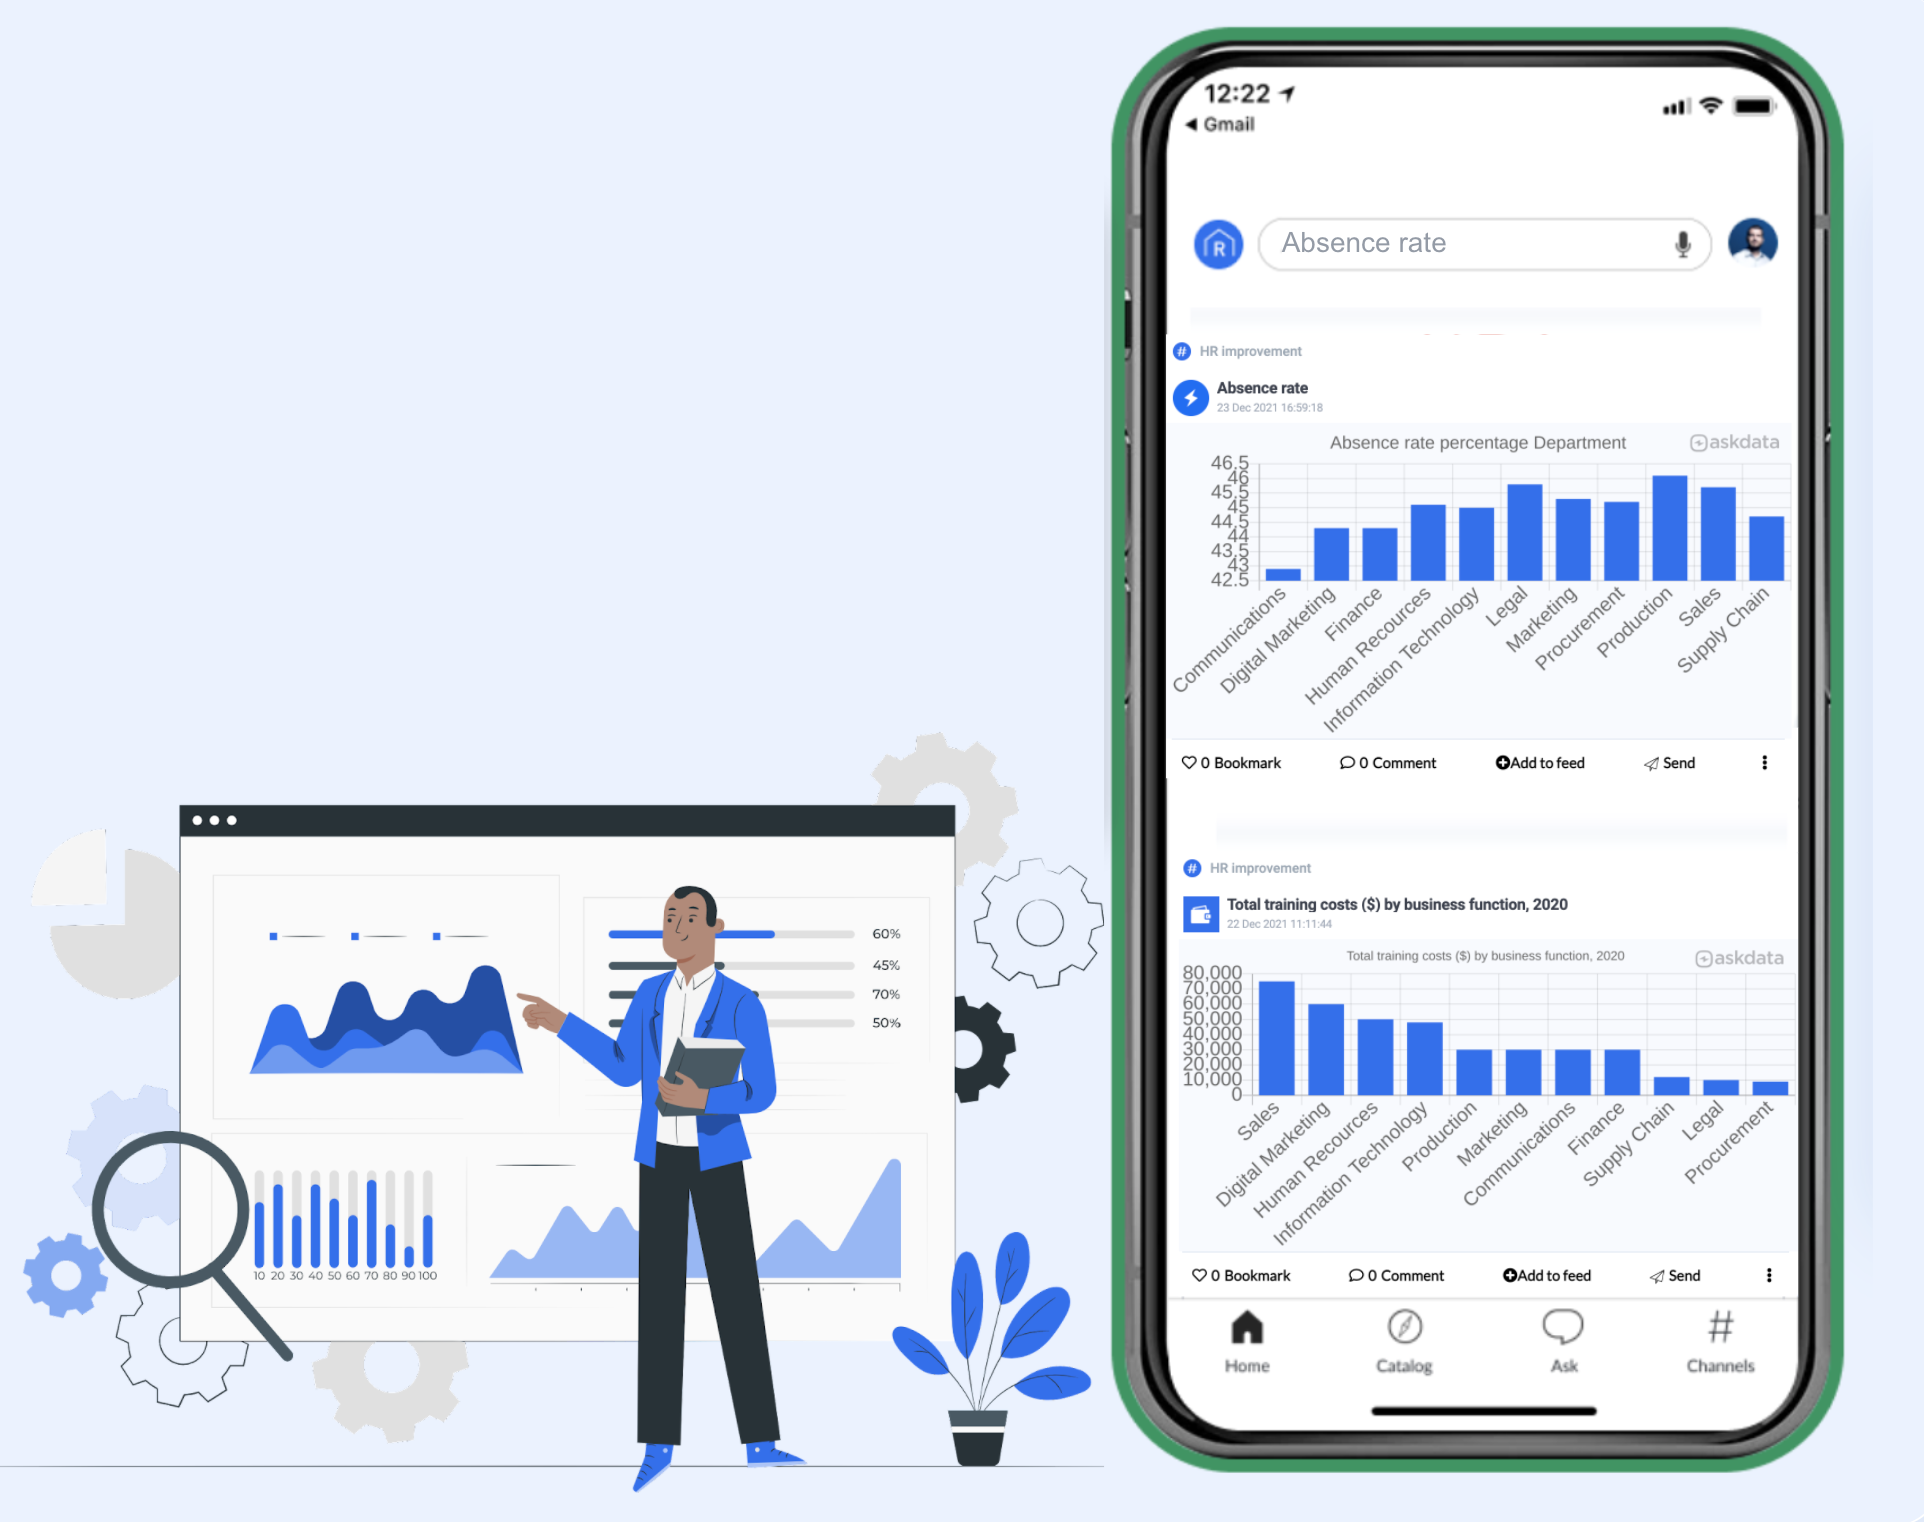 12:22
Gmail
R
Absence rate
# HR improvement
Absence rate
23 Dec 2021 16:59:18
Absence rate percentage Department
askdata
46.5
46
45.5
45
44.5
44
43.5
43
42.5
Communications
Digital Marketing
Finance
Human Recources
Information Technology
Legal
Marketing
Procurement
Production
Sales
Supply Chain
0 Bookmark
0 Comment
Add to feed
Send
# HR improvement
Total training costs ($) by business function, 2020
22 Dec 2021 11:11:44
Total training costs ($) by business function, 2020
askdata
80,000
70,000
60,000
50,000
40,000
30,000
20,000
10,000
0
Sales
Digital Marketing
Human Recources
Information Technology
Production
Marketing
Communications
Finance
Supply Chain
Legal
Procurement
0 Bookmark
0 Comment
Add to feed
Send
Home
Catalog
Ask
#
Channels
60%
45%
70%
50%
10 20 30 40 50 60 70 80 90 100